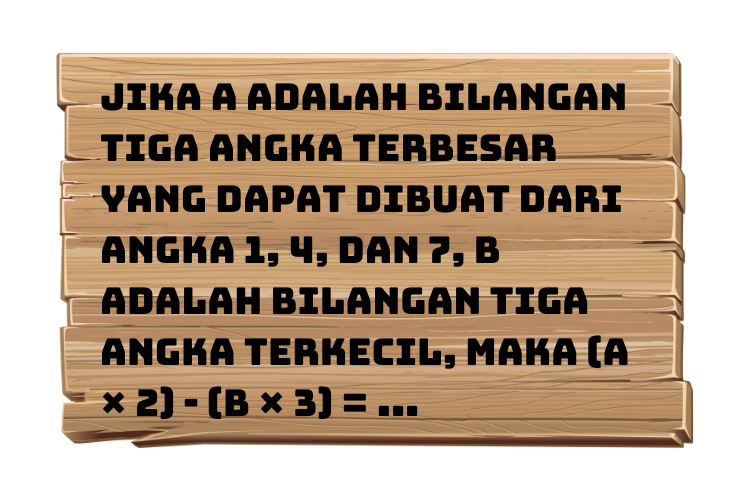 JIKA A ADALAH BILANGAN
TIGA ANGKA TERBESAR
YANG DAPAT DIBUAT DARI
ANGKA 1, 4, DAN 7, B
ADALAH BILANGAN TIGA
ANGKA TERKECIL, MAKA (A
× 2) - (B × 3) = ...